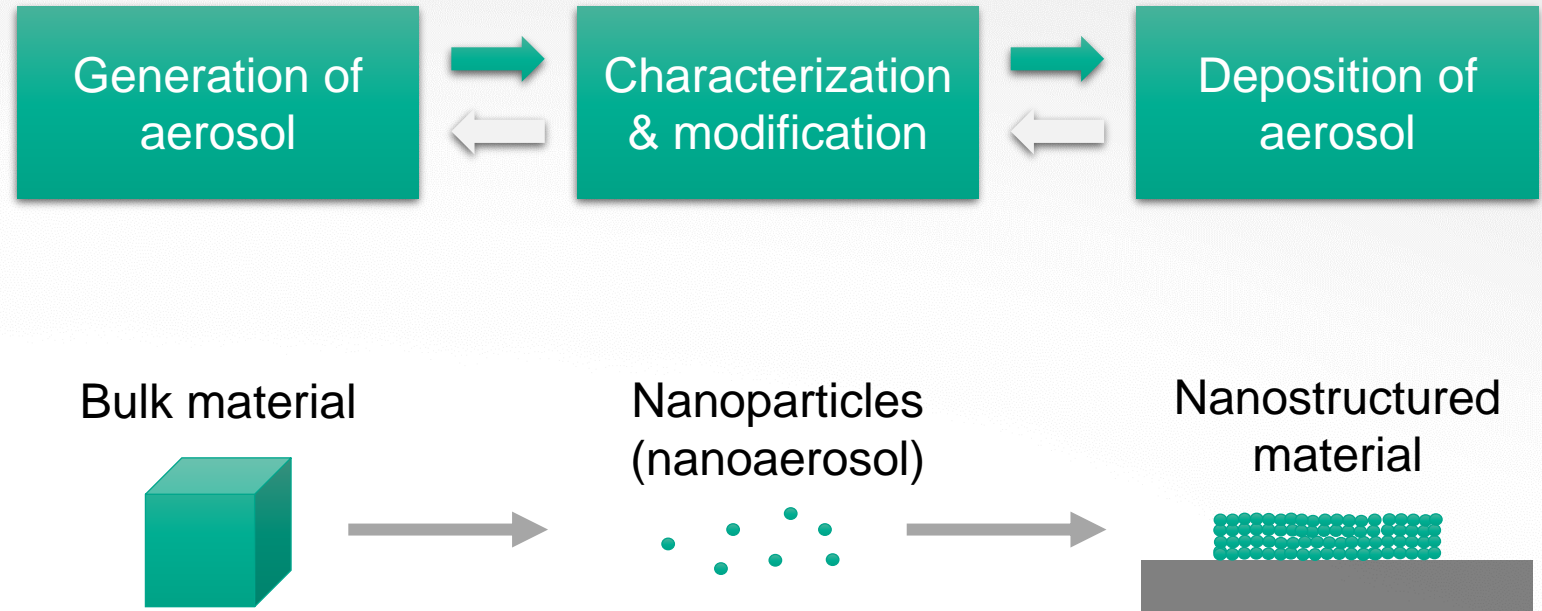 Generation of
aerosol
Characterization
& modification
Deposition of
aerosol
Bulk material
Nanoparticles
(nanoaerosol)
Nanostructured
material